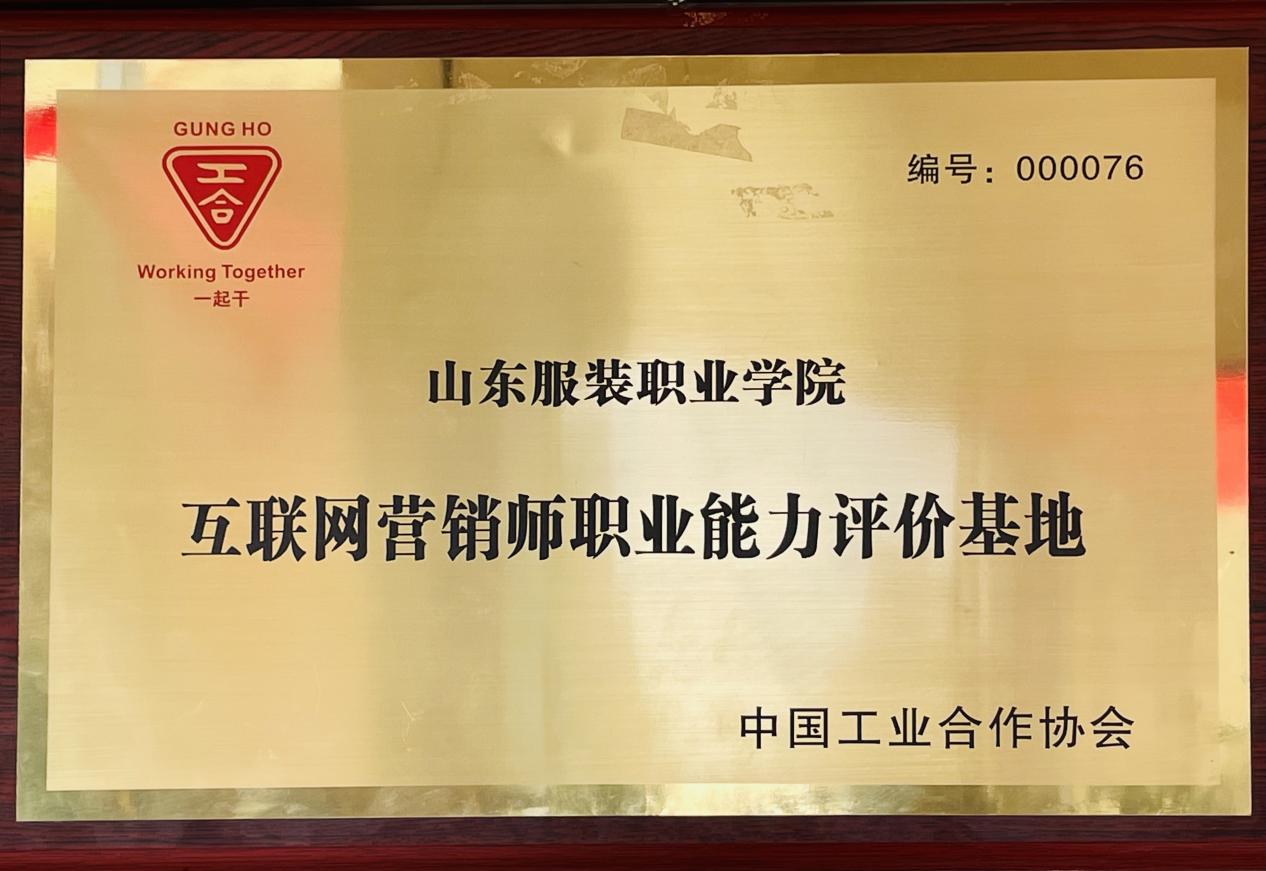 GUNG HO
工合
Working Together
一起干
编号：000076
山东服装职业学院
互联网营销师职业能力评价基地
中国工业合作协会